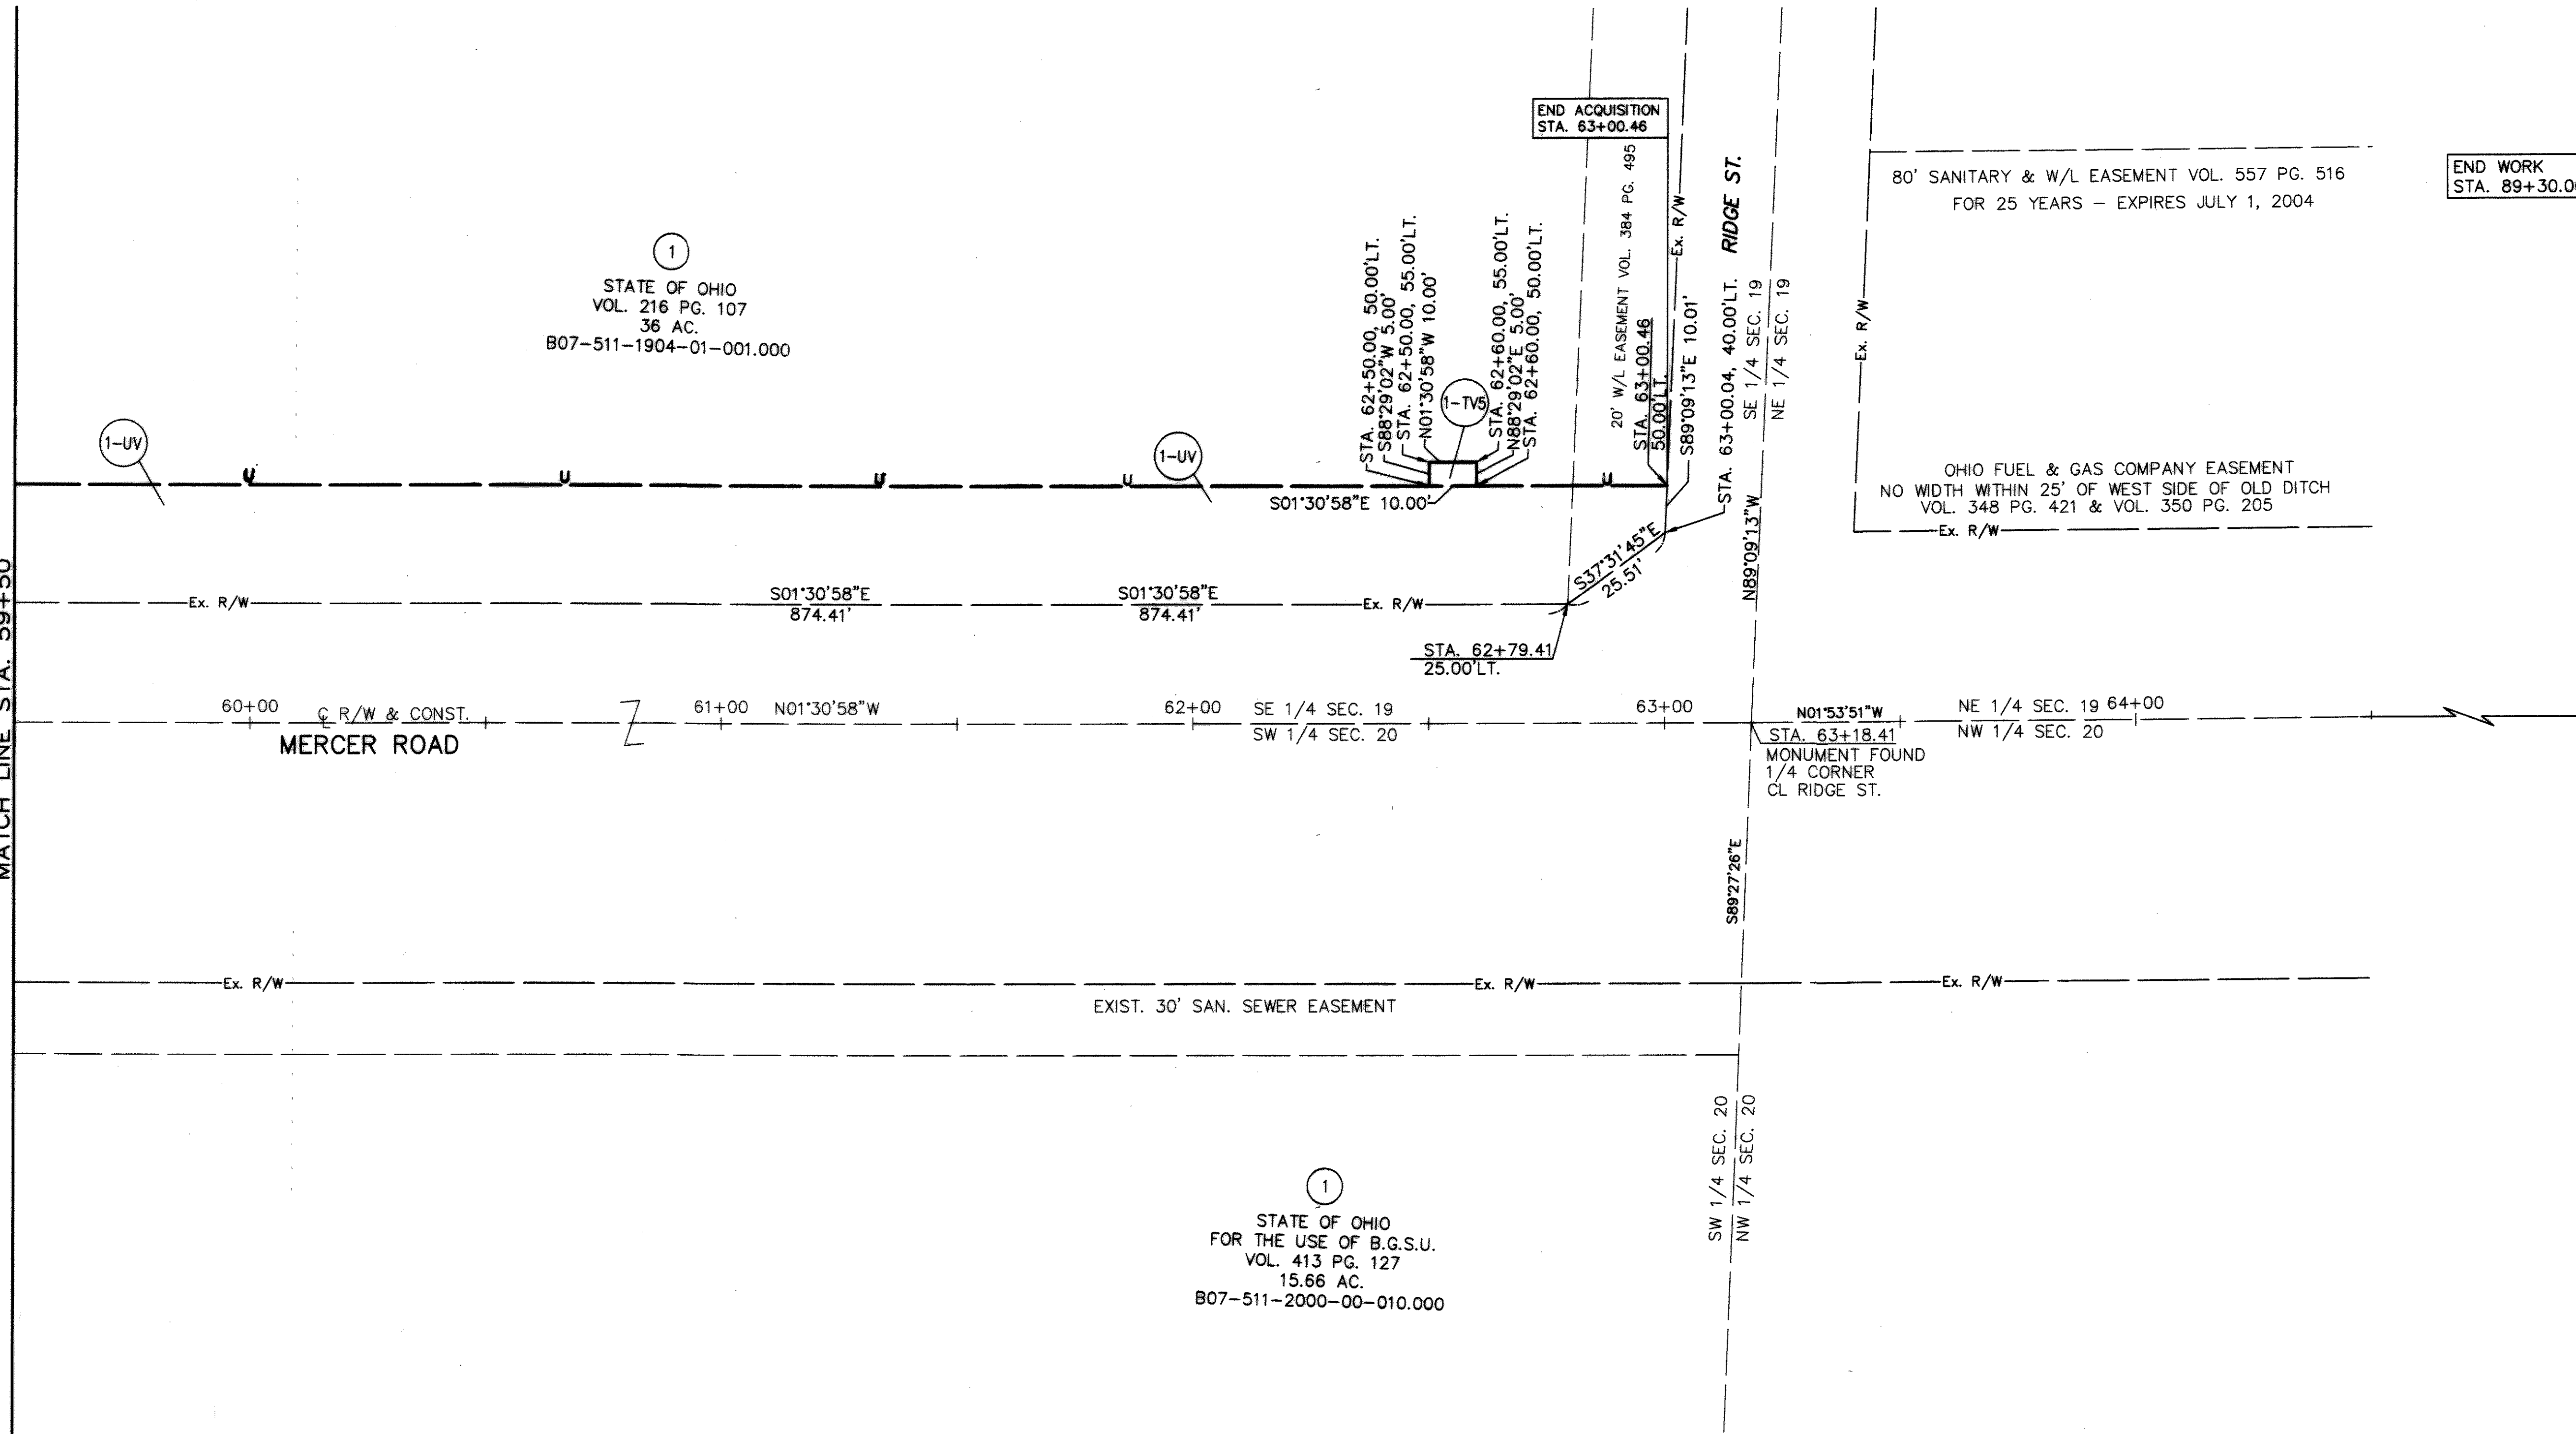 MATCH LINE STA. 59+50
END ACQUISITION
STA. 63+00.46
END WORK
80' SANITARY & W/L EASEMENT VOL. 557 PG. 516
FOR 25 YEARS – EXPIRES JULY 1, 2004
1
STATE OF OHIO
VOL. 216 PG. 107
36 AC.
B07-511-1904-01-001.000
STA. 62+50.00, 50.00'LT.
S88°29'02"W 5.00'
STA. 62+50.00, 55.00'LT.
N01°30'58"W 10.00'
1-TV5
STA. 62+60.00, 55.00'LT.
N88°29'02"E 5.00'
STA. 62+60.00, 50.00'LT.
20' W/L EASEMENT VOL. 384 PG. 495
STA. 63+00.46
50.00'LT.
Ex. R/W
S89°09'13"E 10.01'
STA. 63+00.04, 40.00'LT.
RIDGE ST.
SE 1/4 SEC. 19
NE 1/4 SEC. 19
N89°09'13"W
Ex. R/W
1-UV
U
U
U
U
U
1-UV
S01°30'58"E 10.00'
OHIO FUEL & GAS COMPANY EASEMENT
NO WIDTH WITHIN 25' OF WEST SIDE OF OLD DITCH
VOL. 348 PG. 421 & VOL. 350 PG. 205
Ex. R/W
S37°31'45"E
25.51'
Ex. R/W
S01°30'58"E
874.41'
S01°30'58"E
874.41'
Ex. R/W
STA. 62+79.41
25.00'LT.
60+00
℄ R/W & CONST.
MERCER ROAD
61+00
N01°30'58"W
62+00
SE 1/4 SEC. 19
SW 1/4 SEC. 20
63+00
N01°53'51"W
STA. 63+18.41
MONUMENT FOUND
1/4 CORNER
CL RIDGE ST.
NE 1/4 SEC. 19
NW 1/4 SEC. 20
64+00
S89°27'26"E
Ex. R/W
Ex. R/W
Ex. R/W
EXIST. 30' SAN. SEWER EASEMENT
SW 1/4 SEC. 20
NW 1/4 SEC. 20
1
STATE OF OHIO
FOR THE USE OF B.G.S.U.
VOL. 413 PG. 127
15.66 AC.
B07-511-2000-00-010.000